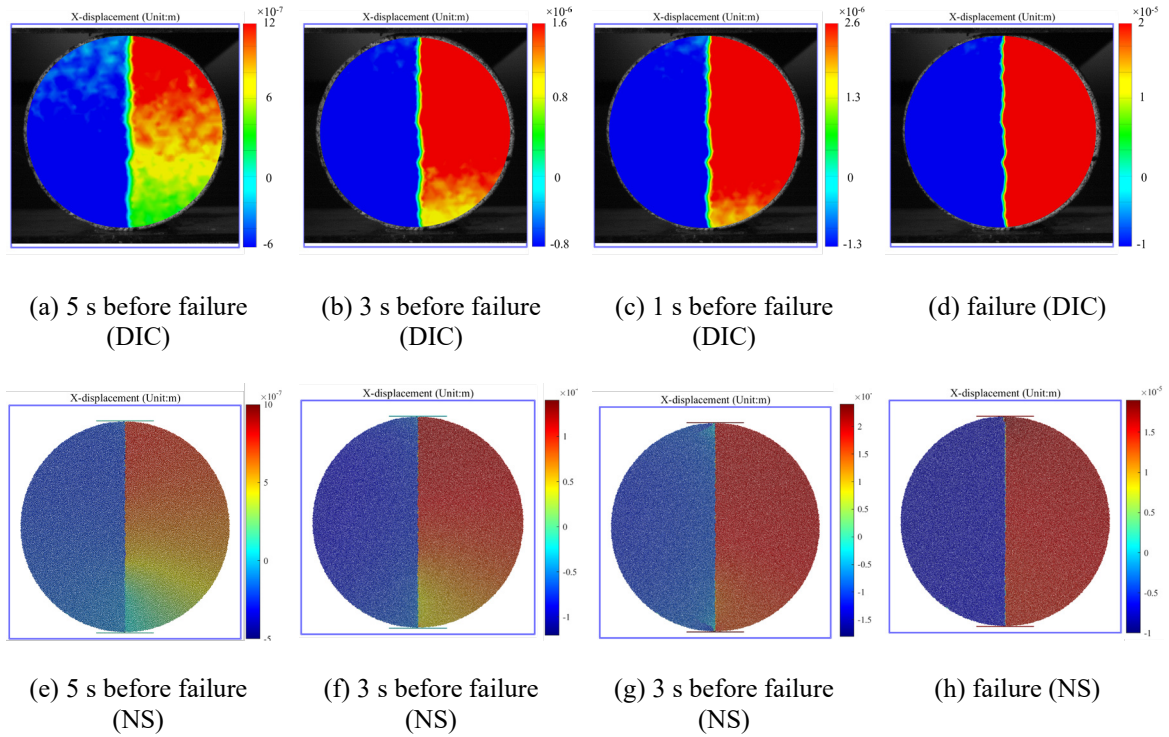 X-displacement (Unit:m)
×10⁻⁷
12
6
0
-6
X-displacement (Unit:m)
×10⁻⁶
1.6
0.8
0
-0.8
X-displacement (Unit:m)
×10⁻⁶
2.6
1.3
0
-1.3
X-displacement (Unit:m)
×10⁻⁵
2
1
0
-1
(a) 5 s before failure
(DIC)
(b) 3 s before failure
(DIC)
(c) 1 s before failure
(DIC)
(d) failure (DIC)
X-displacement (Unit:m)
×10⁻⁷
10
5
0
-5
X-displacement (Unit:m)
×10⁻
1
0.5
0
-0.5
-1
X-displacement (Unit:m)
×10⁻
2
1.5
1
0.5
0
-0.5
-1
-1.5
X-displacement (Unit:m)
×10⁻⁵
1.5
1
0.5
0
-0.5
-1
(e) 5 s before failure
(NS)
(f) 3 s before failure
(NS)
(g) 3 s before failure
(NS)
(h) failure (NS)